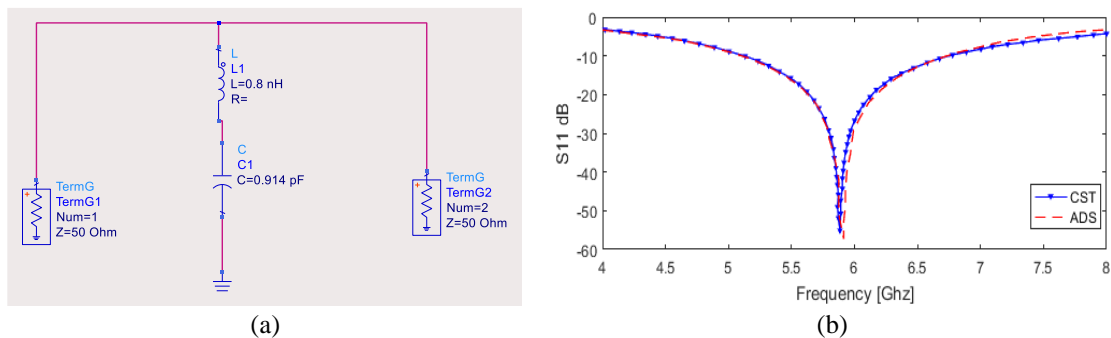 L
L1
L=0.8 nH
R=
C
C1
C=0.914 pF
+
TermG
TermG1
Num=1
Z=50 Ohm
+
TermG
TermG2
Num=2
Z=50 Ohm
(a)
0
-10
-20
-30
-40
-50
-60
S11 dB
CST
ADS
4
4.5
5
5.5
6
6.5
7
7.5
8
Frequency [Ghz]
(b)